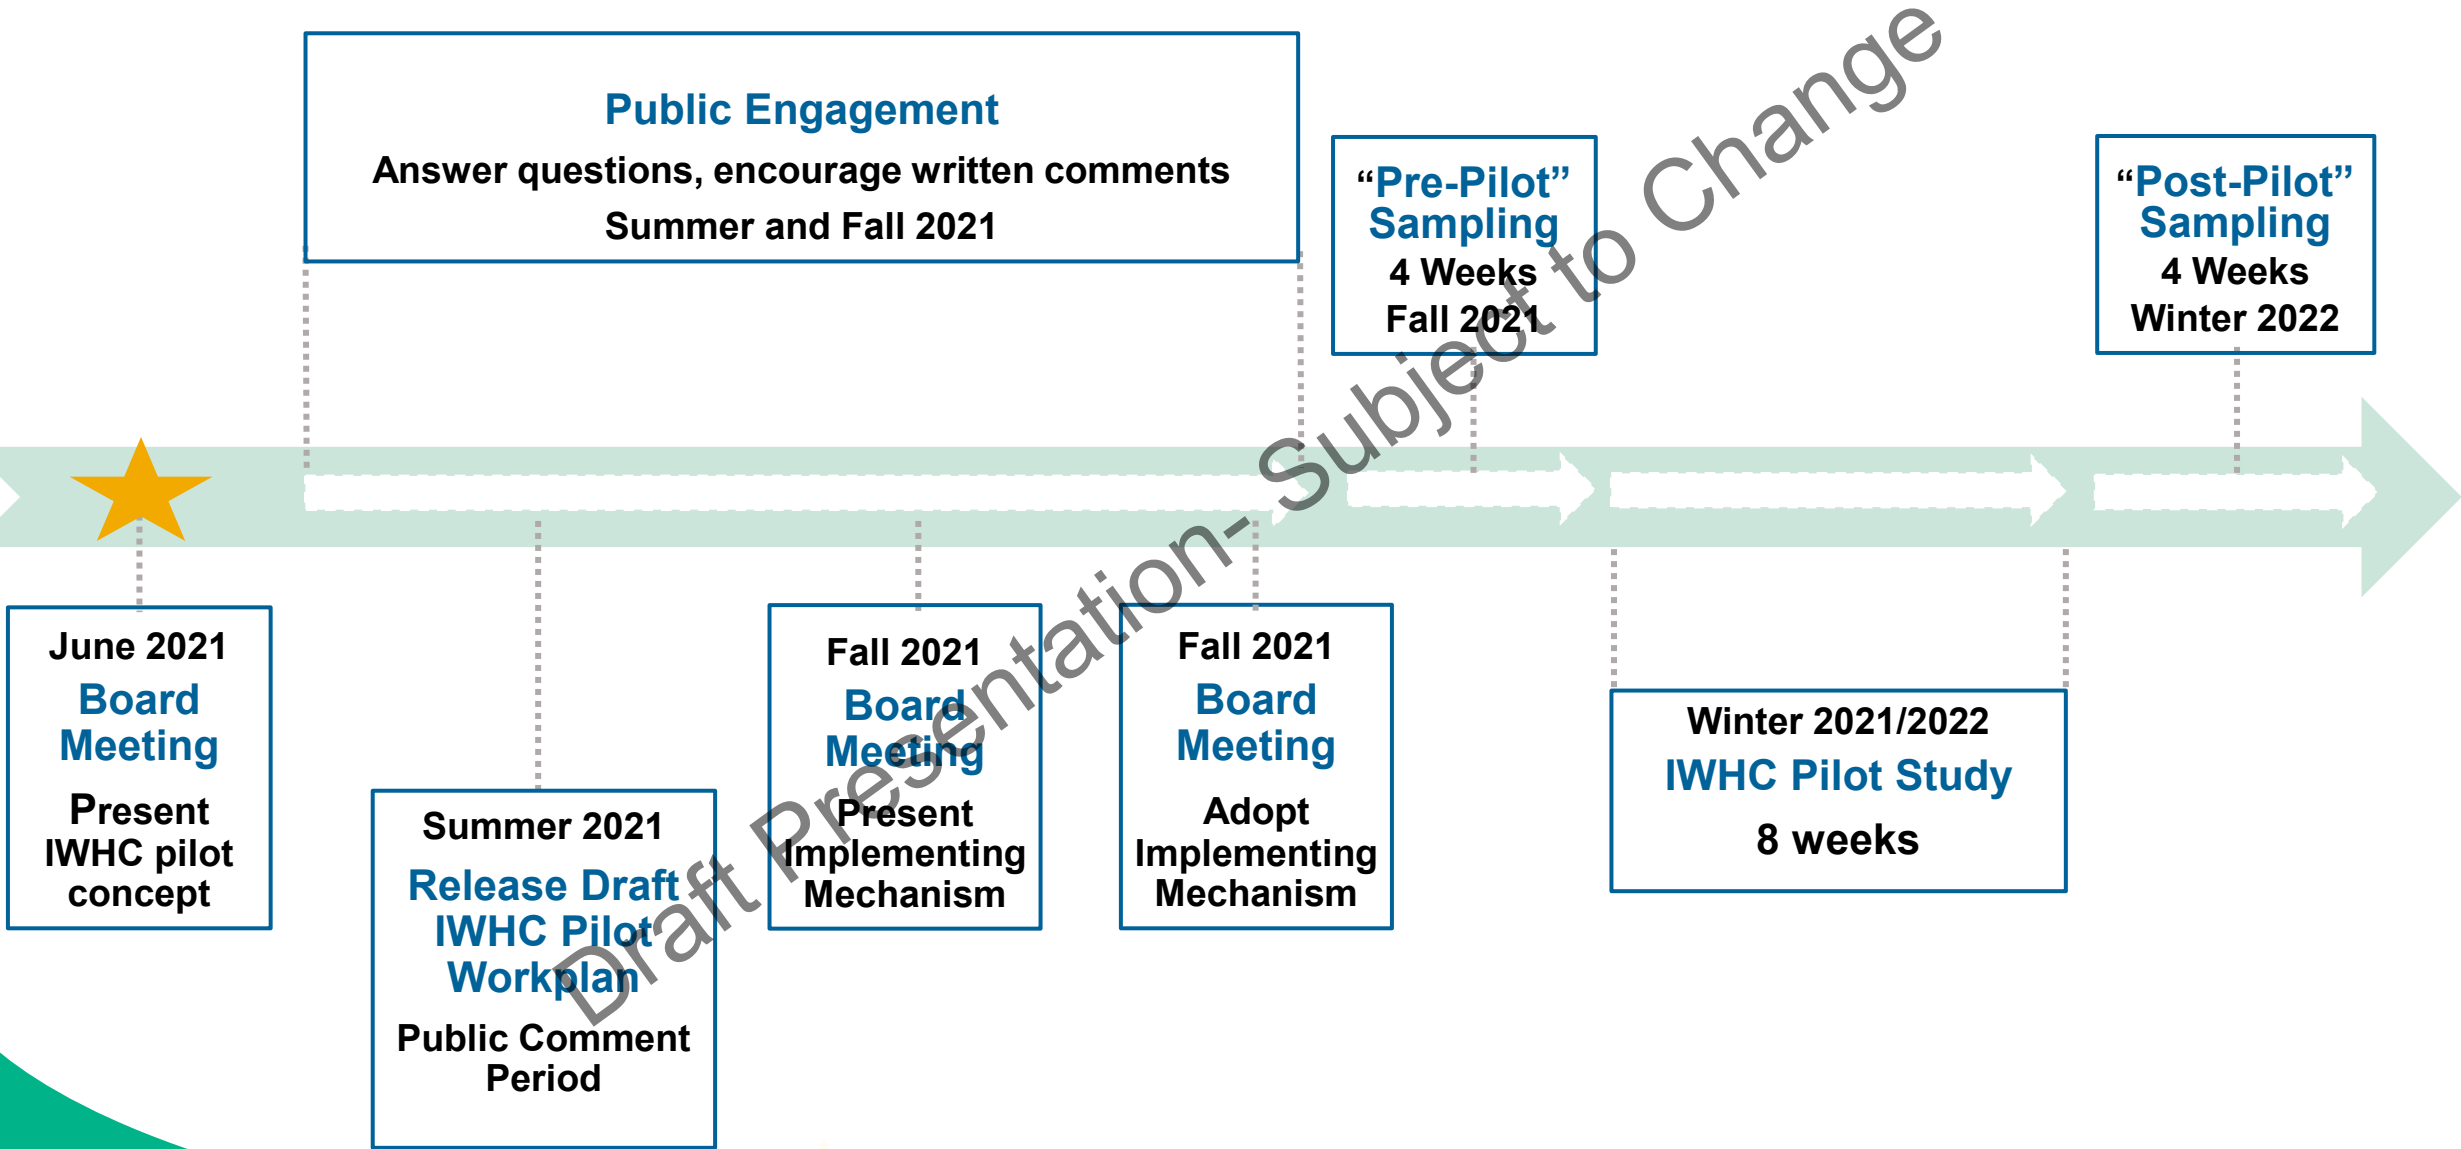 Public Engagement
Answer questions, encourage written comments
Summer and Fall 2021
“Pre-Pilot”
Sampling
4 Weeks
Fall 2021
“Post-Pilot”
Sampling
4 Weeks
Winter 2022
June 2021
Board
Meeting
Present
IWHC pilot
concept
Summer 2021
Release Draft
IWHC Pilot
Workplan
Public Comment
Period
Fall 2021
Board
Meeting
Present
Implementing
Mechanism
Fall 2021
Board
Meeting
Adopt
Implementing
Mechanism
Winter 2021/2022
IWHC Pilot Study
8 weeks
Draft Presentation- Subject to Change